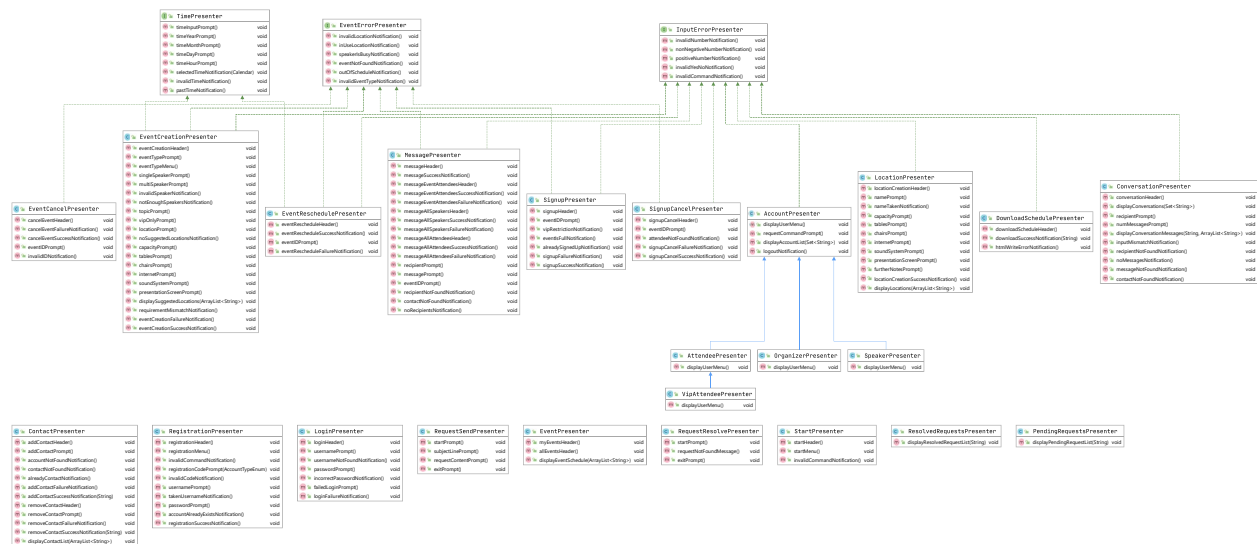 TimePresenter
timeInputPrompt() void
timeYearPrompt() void
timeMonthPrompt() void
timeDayPrompt() void
timeHourPrompt() void
selectedTimeNotification(Calendar) void
invalidTimeNotification() void
pastTimeNotification() void
EventErrorPresenter
invalidLocationNotification() void
inUseLocationNotification() void
speakerIsBusyNotification() void
eventNotFoundNotification() void
outOfScheduleNotification() void
invalidEventTypeNotification() void
InputErrorPresenter
invalidNumberNotification() void
nonNegativeNumberNotification() void
positiveNumberNotification() void
invalidYesNoNotification() void
invalidCommandNotification() void
EventCancelPresenter
cancelEventHeader() void
cancelEventFailureNotification() void
cancelEventSuccessNotification() void
eventIDPrompt() void
invalidIDNotification() void
EventCreationPresenter
eventCreationHeader() void
eventTypePrompt() void
eventTypeMenu() void
singleSpeakerPrompt() void
multiSpeakerPrompt() void
invalidSpeakerNotification() void
notEnoughSpeakersNotification() void
topicPrompt() void
vipOnlyPrompt() void
locationPrompt() void
noSuggestedLocationsNotification() void
capacityPrompt() void
tablesPrompt() void
chairsPrompt() void
internetPrompt() void
soundSystemPrompt() void
presentationScreenPrompt() void
displaySuggestedLocations(ArrayList<String>) void
requirementMismatchNotification() void
eventCreationFailureNotification() void
eventCreationSuccessNotification() void
EventReschedulePresenter
eventRescheduleHeader() void
eventRescheduleSuccessNotification() void
eventIDPrompt() void
eventRescheduleFailureNotification() void
MessagePresenter
messageHeader() void
messageSuccessNotification() void
messageEventAttendeesHeader() void
messageEventAttendeesSuccessNotification() void
messageEventAttendeesFailureNotification() void
messageAllSpeakersHeader() void
messageAllSpeakersSuccessNotification() void
messageAllSpeakersFailureNotification() void
messageAllAttendeesHeader() void
messageAllAttendeesSuccessNotification() void
messageAllAttendeesFailureNotification() void
recipientPrompt() void
messagePrompt() void
eventIDPrompt() void
recipientNotFoundNotification() void
contactNotFoundNotification() void
noRecipientsNotification() void
SignupPresenter
signupHeader() void
eventIDPrompt() void
vipRestrictionNotification() void
eventIsFullNotification() void
alreadySignedUpNotification() void
signupFailureNotification() void
signupSuccessNotification() void
SignupCancelPresenter
signupCancelHeader() void
eventIDPrompt() void
attendeeNotFoundNotification() void
signupCancelFailureNotification() void
signupCancelSuccessNotification() void
AccountPresenter
displayUserMenu() void
requestCommandPrompt() void
displayAccountList(Set<String>) void
logoutNotification() void
LocationPresenter
locationCreationHeader() void
namePrompt() void
nameTakenNotification() void
capacityPrompt() void
tablesPrompt() void
chairsPrompt() void
internetPrompt() void
soundSystemPrompt() void
presentationScreenPrompt() void
furtherNotesPrompt() void
locationCreationSuccessNotification() void
displayLocations(ArrayList<String>) void
DownloadSchedulePresenter
downloadScheduleHeader() void
downloadSuccessNotification(String) void
htmlWriteErrorNotification() void
ConversationPresenter
conversationHeader() void
displayConversations(Set<String>) void
recipientPrompt() void
numMessagesPrompt() void
displayConversationMessages(String, ArrayList<String>) void
inputMismatchNotification() void
recipientNotFoundNotification() void
noMessagesNotification() void
messageNotFoundNotification() void
contactNotFoundNotification() void
AttendeePresenter
displayUserMenu() void
OrganizerPresenter
displayUserMenu() void
SpeakerPresenter
displayUserMenu() void
VipAttendeePresenter
displayUserMenu() void
ContactPresenter
addContactHeader() void
addContactPrompt() void
accountNotFoundNotification() void
contactNotFoundNotification() void
alreadyContactNotification() void
addContactFailureNotification() void
addContactSuccessNotification(String) void
removeContactHeader() void
removeContactPrompt() void
removeContactFailureNotification() void
removeContactSuccessNotification(String) void
displayContactList(ArrayList<String>) void
RegistrationPresenter
registrationHeader() void
registrationMenu() void
invalidCommandNotification() void
registrationCodePrompt(AccountTypeEnum) void
invalidCodeNotification() void
usernamePrompt() void
takenUsernameNotification() void
passwordPrompt() void
accountAlreadyExistsNotification() void
registrationSuccessNotification() void
LoginPresenter
loginHeader() void
usernamePrompt() void
usernameNotFoundNotification() void
passwordPrompt() void
incorrectPasswordNotification() void
failedLoginPrompt() void
loginFailureNotification() void
RequestSendPresenter
startPrompt() void
subjectLinePrompt() void
requestContentPrompt() void
exitPrompt() void
EventPresenter
myEventsHeader() void
allEventsHeader() void
displayEventSchedule(ArrayList<String>) void
RequestResolvePresenter
startPrompt() void
requestNotFoundMessage() void
exitPrompt() void
StartPresenter
startHeader() void
startMenu() void
invalidCommandNotification() void
ResolvedRequestsPresenter
displayResolvedRequestList(String) void
PendingRequestsPresenter
displayPendingRequestList(String) void